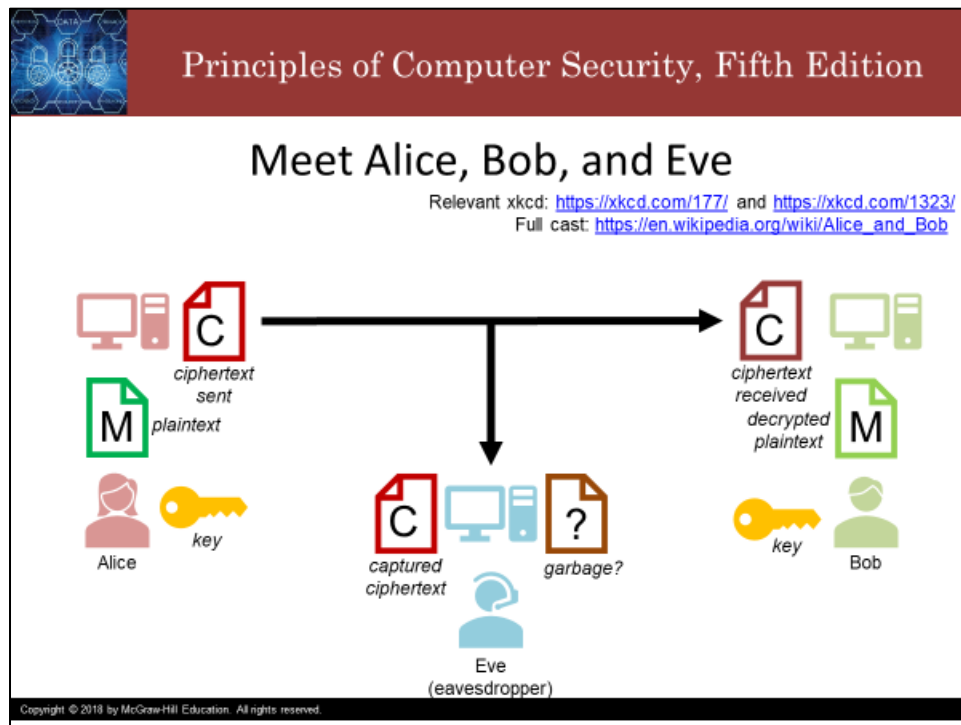 DATA
Principles of Computer Security, Fifth Edition
Meet Alice, Bob, and Eve
Relevant xkcd: https://xkcd.com/177/ and https://xkcd.com/1323/
Full cast: https://en.wikipedia.org/wiki/Alice_and_Bob
C
ciphertext
sent
M
plaintext
Alice
key
C
captured
ciphertext
?
garbage?
Eve
(eavesdropper)
C
ciphertext
received
decrypted
plaintext
M
key
Bob
Copyright © 2018 by McGraw-Hill Education. All rights reserved.